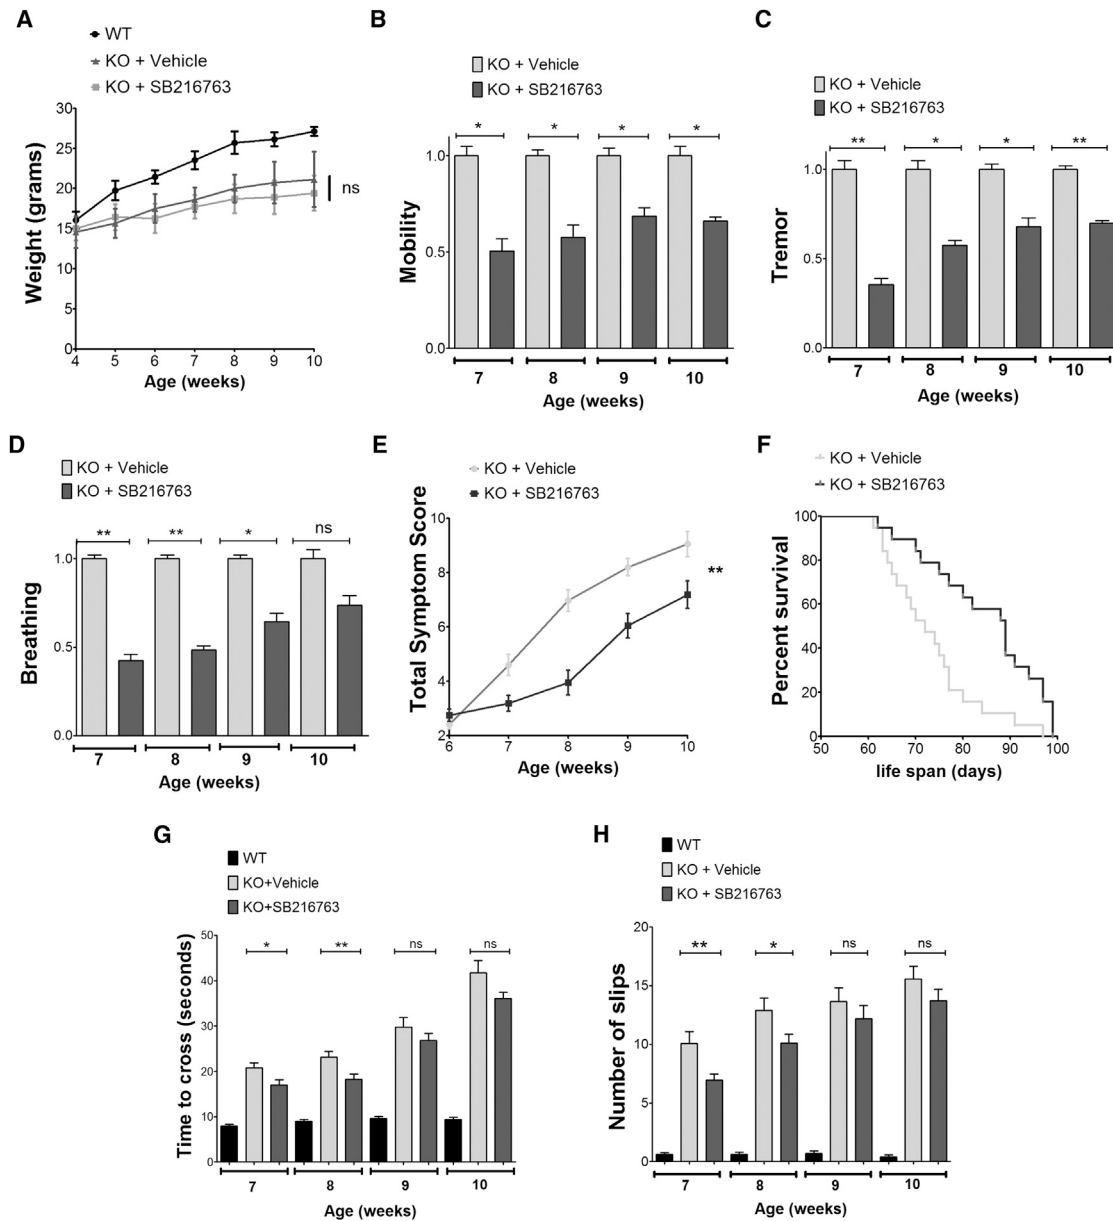 A
WT
KO + Vehicle
KO + SB216763
Weight (grams)
30
25
20
15
10
5
0
ns
4 5 6 7 8 9 10
Age (weeks)
B
KO + Vehicle
KO + SB216763
Mobility
* * * *
1.0
0.5
0.0
7 8 9 10
Age (weeks)
C
KO + Vehicle
KO + SB216763
Tremor
** * * **
1.0
0.5
0.0
7 8 9 10
Age (weeks)
D
KO + Vehicle
KO + SB216763
Breathing
** ** * ns
1.0
0.5
0.0
7 8 9 10
Age (weeks)
E
KO + Vehicle
KO + SB216763
Total Symptom Score
10
8
6
4
2
**
6 7 8 9 10
Age (weeks)
F
KO + Vehicle
KO + SB216763
Percent survival
100
80
60
40
20
0
50 60 70 80 90 100
life span (days)
G
WT
KO+Vehicle
KO+SB216763
Time to cross (seconds)
50
40
30
20
10
0
* ** ns ns
7 8 9 10
Age (weeks)
H
WT
KO + Vehicle
KO + SB216763
Number of slips
20
15
10
5
0
** * ns ns
7 8 9 10
Age (weeks)